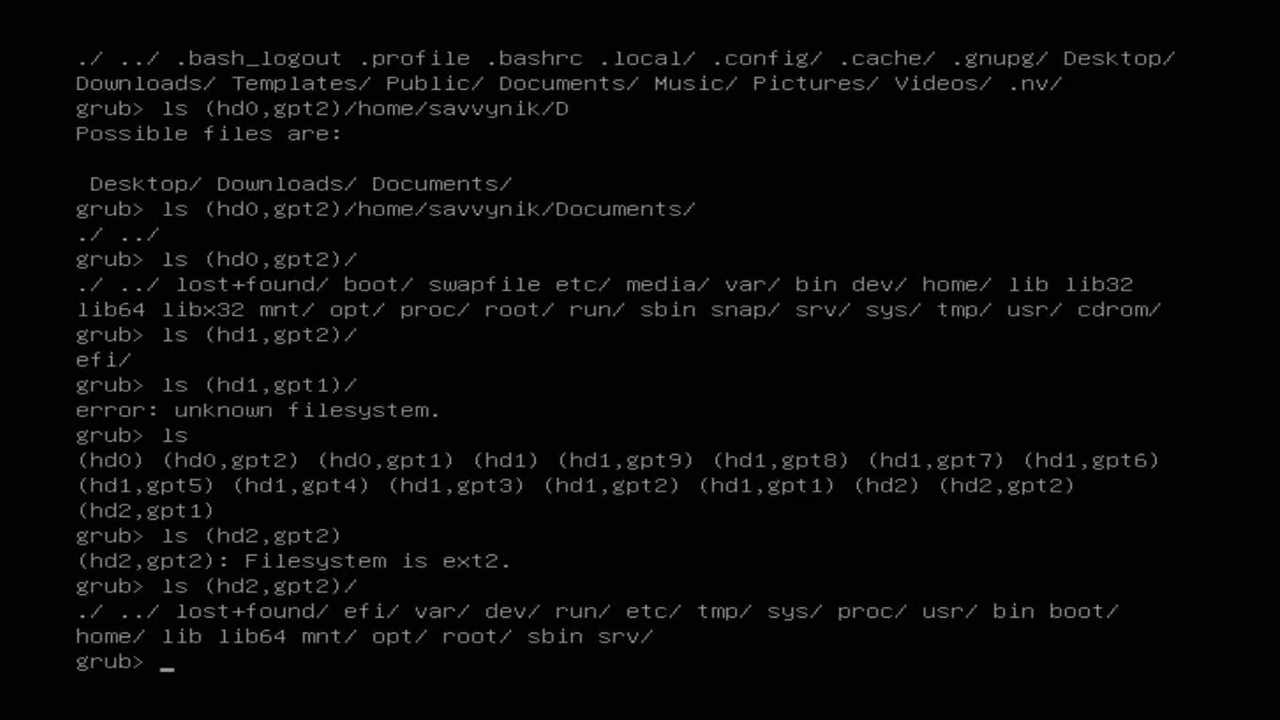 ./ ../ .bash_logout .profile .bashrc .local/ .config/ .cache/ .gnupg/ Desktop/
Downloads/ Templates/ Public/ Documents/ Music/ Pictures/ Videos/ .nv/
grub> ls (hd0,gpt2)/home/savvynik/D
Possible files are:
Desktop/ Downloads/ Documents/
grub> ls (hd0,gpt2)/home/savvynik/Documents/
./ ../
grub> ls (hd0,gpt2)/
./ ../ lost+found/ boot/ swapfile etc/ media/ var/ bin dev/ home/ lib lib32
lib64 libx32 mnt/ opt/ proc/ root/ run/ sbin snap/ srv/ sys/ tmp/ usr/ cdrom/
grub> ls (hd1,gpt2)/
efi/
grub> ls (hd1,gpt1)/
error: unknown filesystem.
grub> ls
(hd0) (hd0,gpt2) (hd0,gpt1) (hd1) (hd1,gpt9) (hd1,gpt8) (hd1,gpt7) (hd1,gpt6)
(hd1,gpt5) (hd1,gpt4) (hd1,gpt3) (hd1,gpt2) (hd1,gpt1) (hd2) (hd2,gpt2)
(hd2,gpt1)
grub> ls (hd2,gpt2)
(hd2,gpt2): Filesystem is ext2.
grub> ls (hd2,gpt2)/
./ ../ lost+found/ efi/ var/ dev/ run/ etc/ tmp/ sys/ proc/ usr/ bin boot/
home/ lib lib64 mnt/ opt/ root/ sbin srv/
grub> _